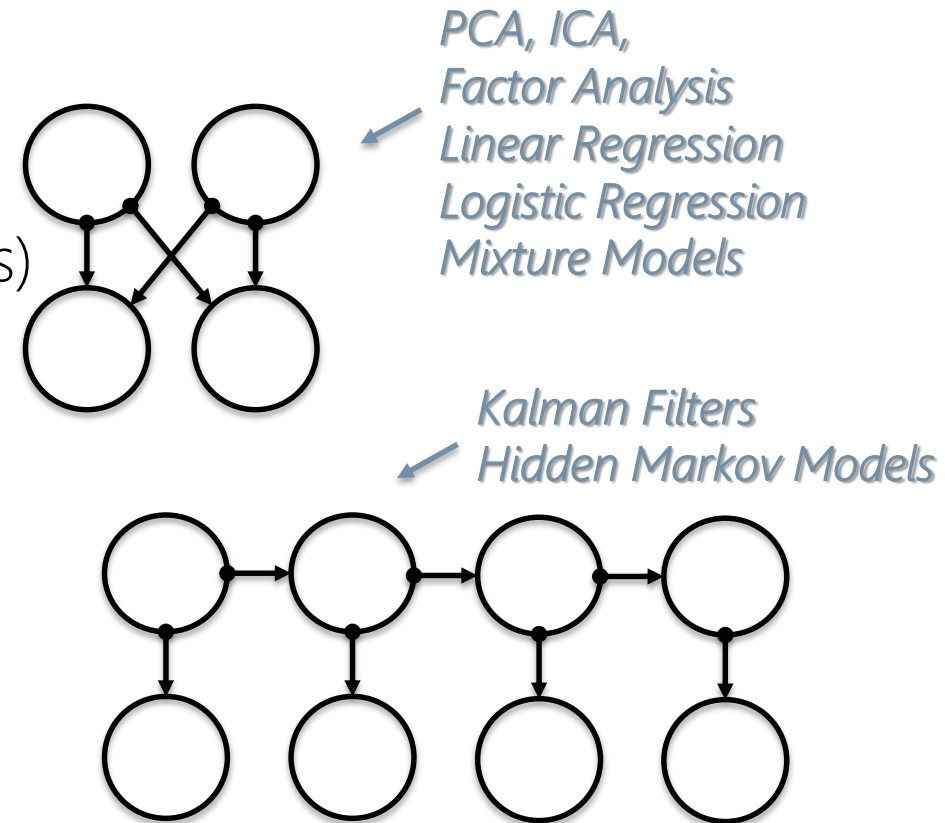 PCA, ICA,
Factor Analysis
Linear Regression
Logistic Regression
Mixture Models
s)
Kalman Filters
Hidden Markov Models